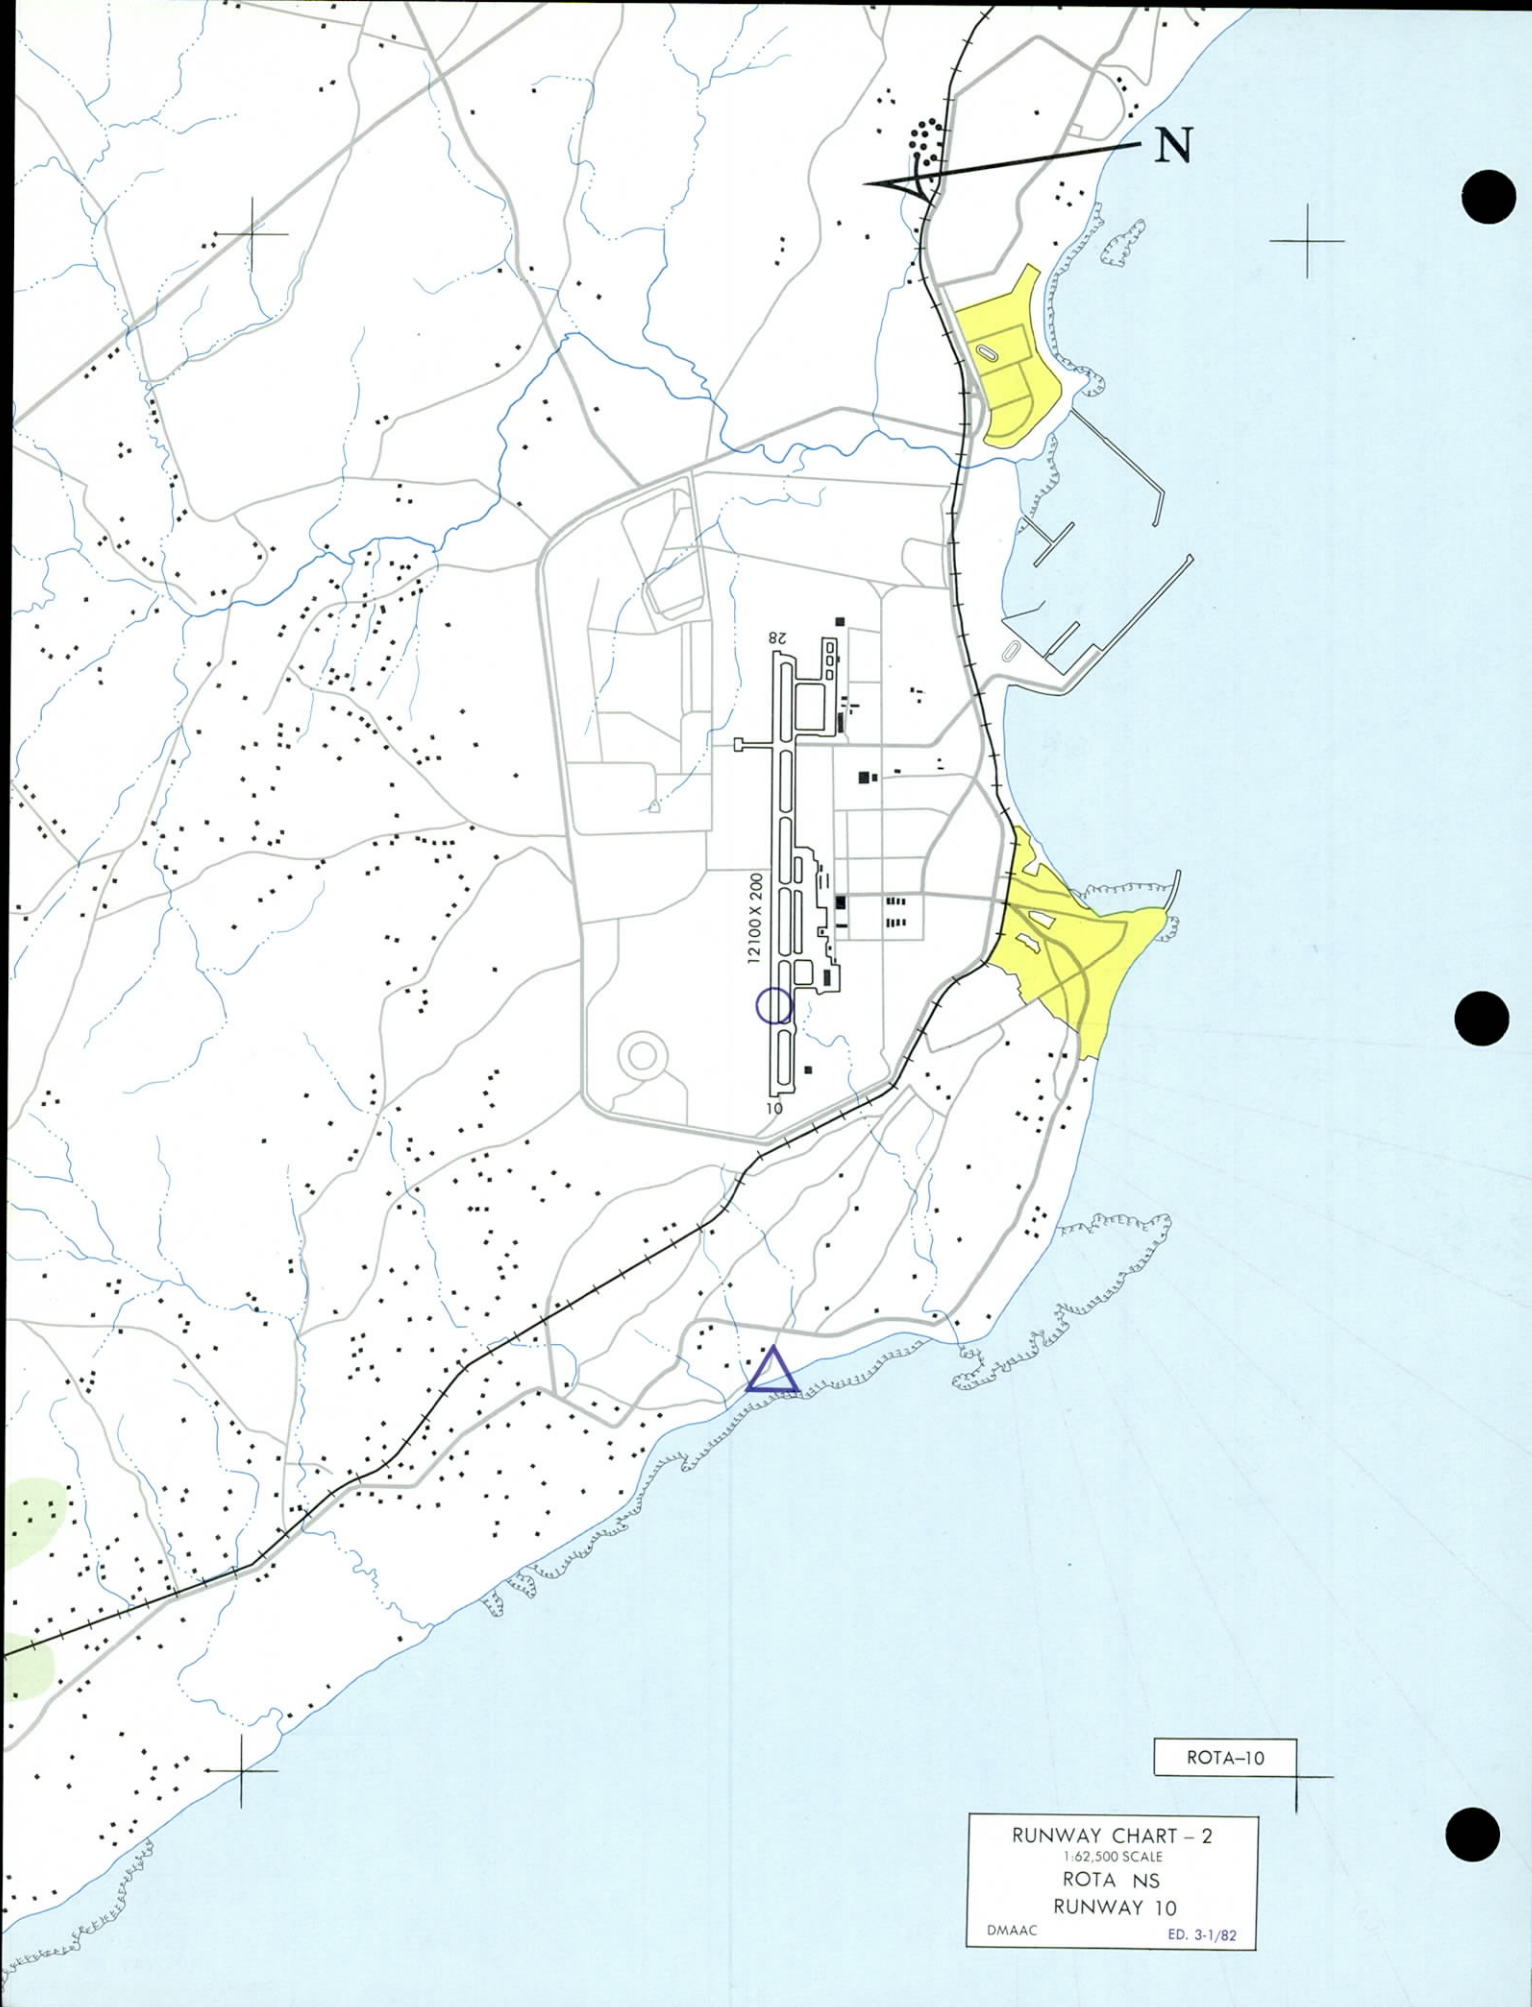 N
28
12100 X 200
10
ROTA–10
RUNWAY CHART – 2
1:62,500 SCALE
ROTA NS
RUNWAY 10
DMAAC ED. 3-1/82